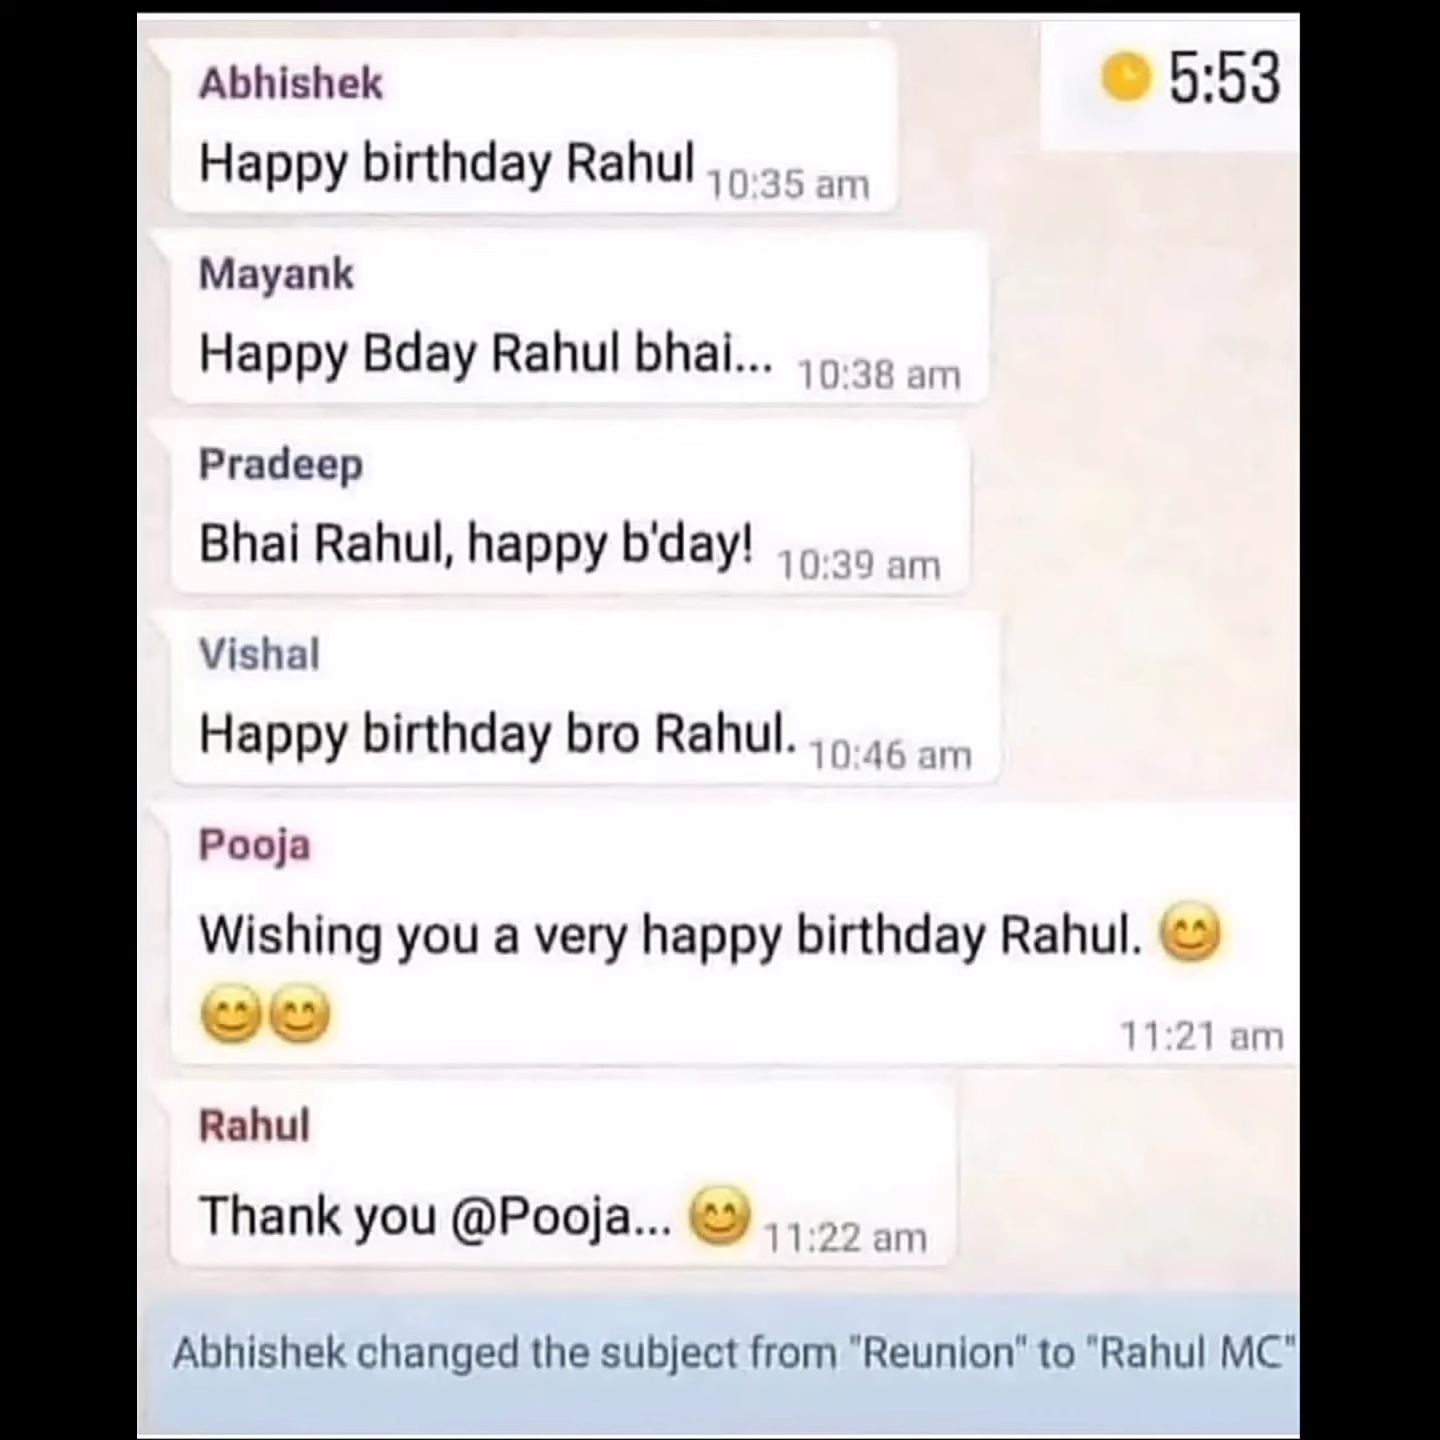 5:53
Abhishek
Happy birthday Rahul 10:35 am
Mayank
Happy Bday Rahul bhai... 10:38 am
Pradeep
Bhai Rahul, happy b'day! 10:39 am
Vishal
Happy birthday bro Rahul. 10:46 am
Pooja
Wishing you a very happy birthday Rahul. 😊
😊😊 11:21 am
Rahul
Thank you @Pooja... 😊 11:22 am
Abhishek changed the subject from "Reunion" to "Rahul MC"